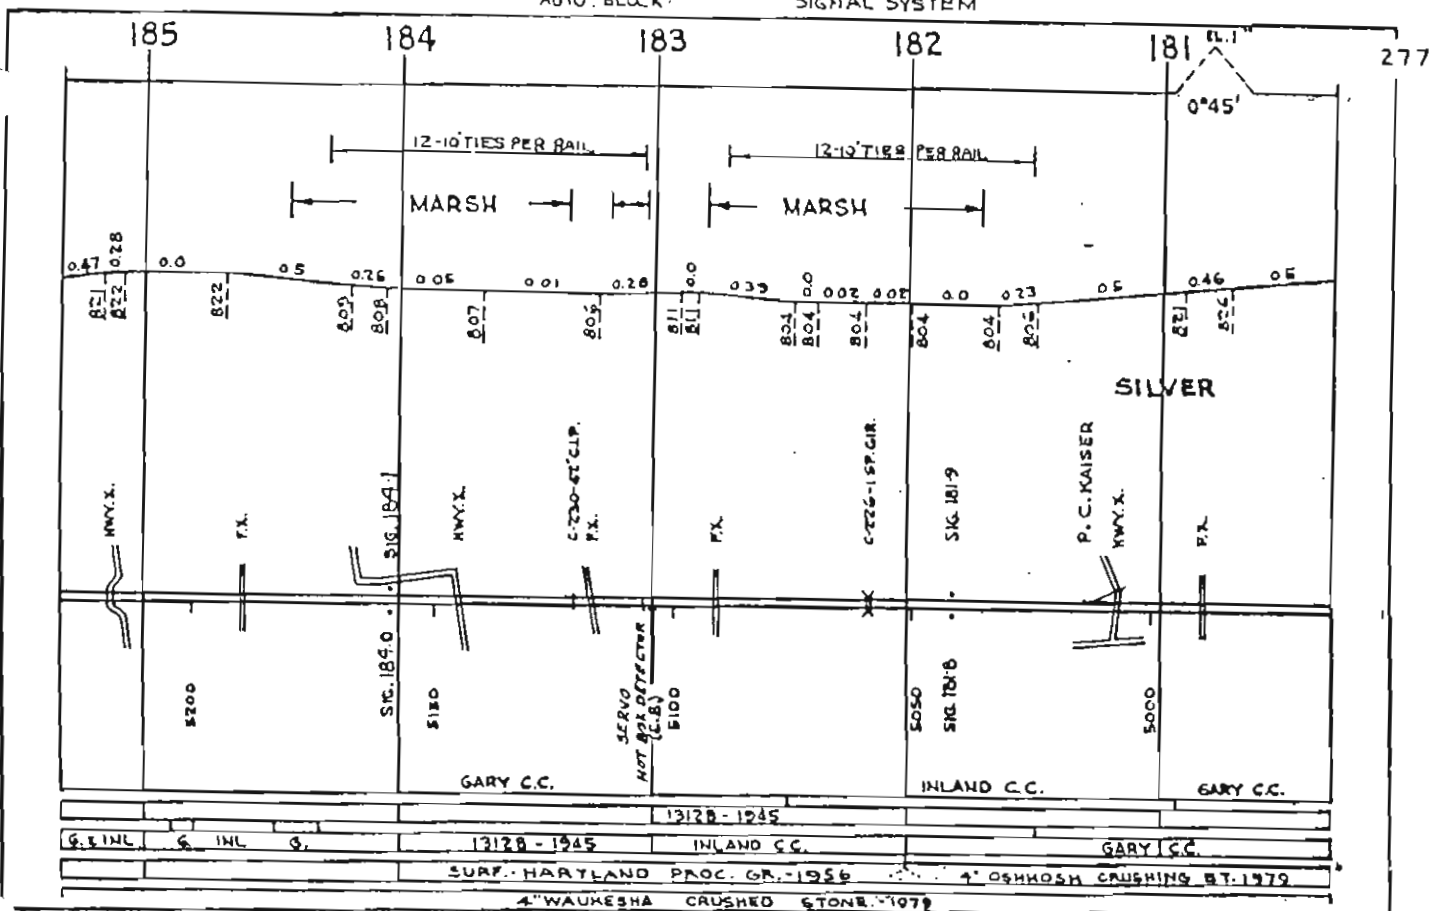 AUTO. BLOCK SIGNAL SYSTEM
185 184 183 182 181 277
0°45'
12-10' TIES PER RAIL 12-10' TIES PER RAIL
MARSH MARSH
0.47 0.28 0.0 0.5 0.26 0.05 0.01 0.28 0.0 0.39 0.0 0.02 0.02 0.0 0.23 0.5 0.46 0.5
821 822 822 809 808 807 806 811 811 804 804 804 804 804 821 826
SILVER
HWY.X.
F.X.
SIG. 184.1
HWY.X.
C-230-42" C.I.P.
F.X.
F.X.
C-226-1 SP. GIR.
SIG. 181.9
P. C. KAISER
HWY.X.
F.X.
5200
SIG. 184.0
5150
SERVO
HOT BOX DETECTOR
(E.B.)
5100
5050
SIG. 181.8
5000
GARY C.C. INLAND C.C. GARY C.C.
13128 - 1945
G. & INL G. INL G. 13128 - 1945 INLAND C.C. GARY C.C.
SURF. - HARTLAND PROC. GR. - 1956 4" OSHKOSH CRUSHING ST. 1979
4" WAUKESHA CRUSHED STONE. - 1979